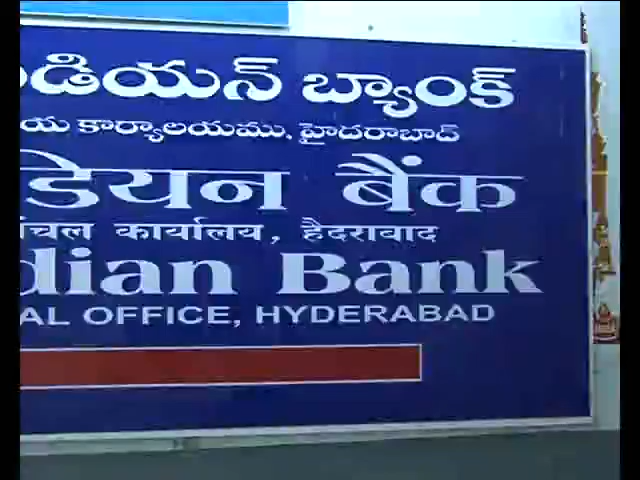 ండియన్ బ్యాంక్
య కార్యాలయము, హైదరాబాద్
डियन बैंक
ंचल कार्यालय, हैदराबाद
dian Bank
AL OFFICE, HYDERABAD